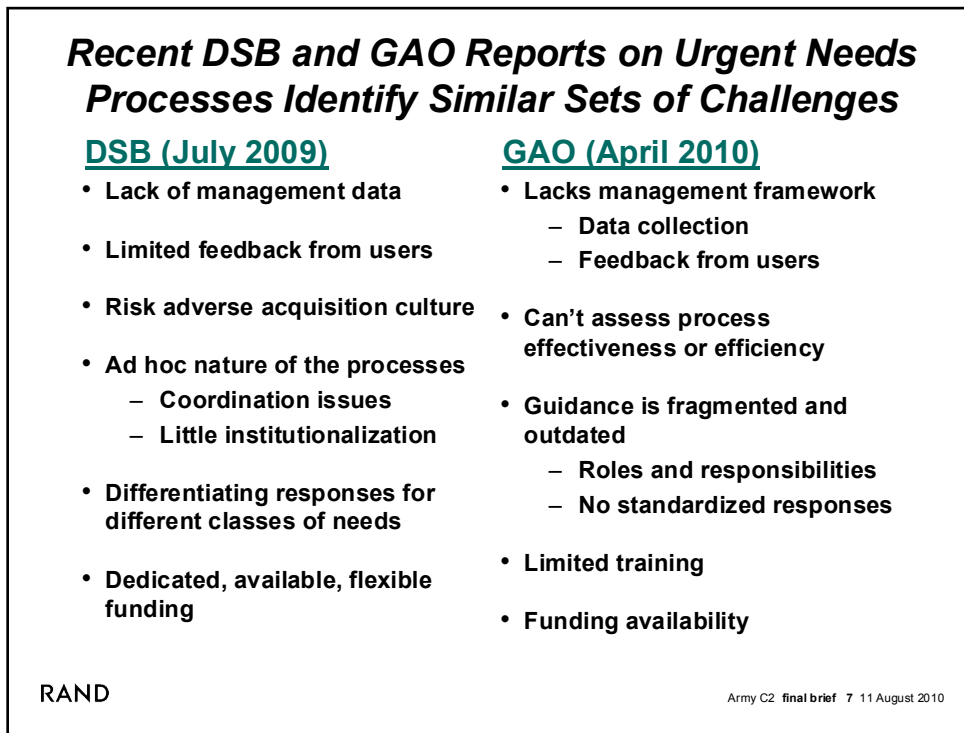 Recent DSB and GAO Reports on Urgent Needs
Processes Identify Similar Sets of Challenges
DSB (July 2009)
• Lack of management data
• Limited feedback from users
• Risk adverse acquisition culture
• Ad hoc nature of the processes
– Coordination issues
– Little institutionalization
• Differentiating responses for
different classes of needs
• Dedicated, available, flexible
funding
GAO (April 2010)
• Lacks management framework
– Data collection
– Feedback from users
• Can't assess process
effectiveness or efficiency
• Guidance is fragmented and
outdated
– Roles and responsibilities
– No standardized responses
• Limited training
• Funding availability
RAND
Army C2 final brief 7 11 August 2010